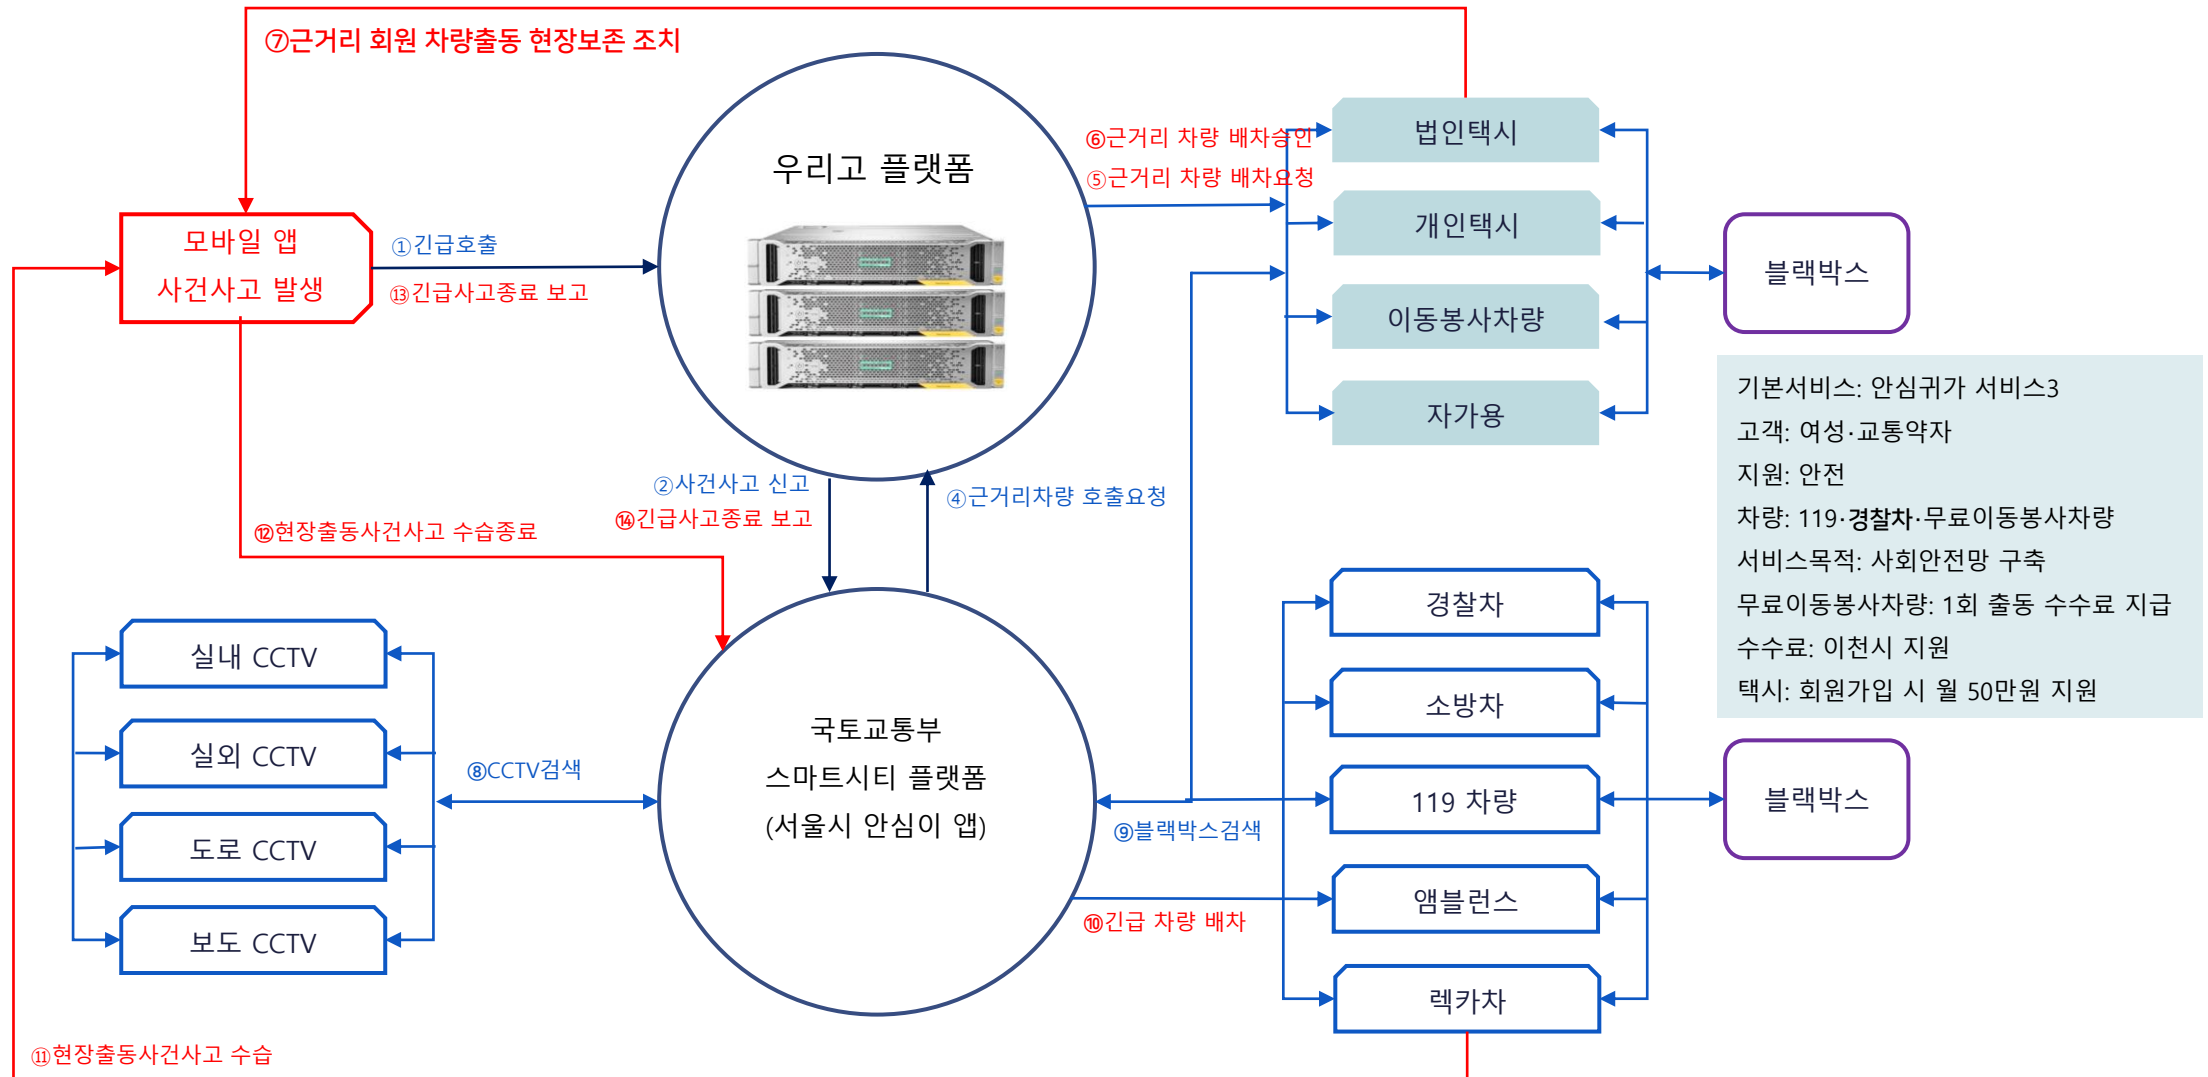 ⑦근거리 회원 차량출동 현장보존 조치
우리고 플랫폼
⑥근거리 차량 배차승인
⑤근거리 차량 배차요청
법인택시
개인택시
이동봉사차량
자가용
블랙박스
모바일 앱
사건사고 발생
①긴급호출
⑬긴급사고종료 보고
②사건사고 신고
⑭긴급사고종료 보고
④근거리차량 호출요청
⑫현장출동사건사고 수습종료
기본서비스: 안심귀가 서비스3
고객: 여성·교통약자
지원: 안전
차량: 119·경찰차·무료이동봉사차량
서비스목적: 사회안전망 구축
무료이동봉사차량: 1회 출동 수수료 지급
수수료: 이천시 지원
택시: 회원가입 시 월 50만원 지원
실내 CCTV
실외 CCTV
도로 CCTV
보도 CCTV
⑧CCTV검색
국토교통부
스마트시티 플랫폼
(서울시 안심이 앱)
⑨블랙박스검색
⑩긴급 차량 배차
경찰차
소방차
119 차량
앰블런스
렉카차
블랙박스
⑪현장출동사건사고 수습